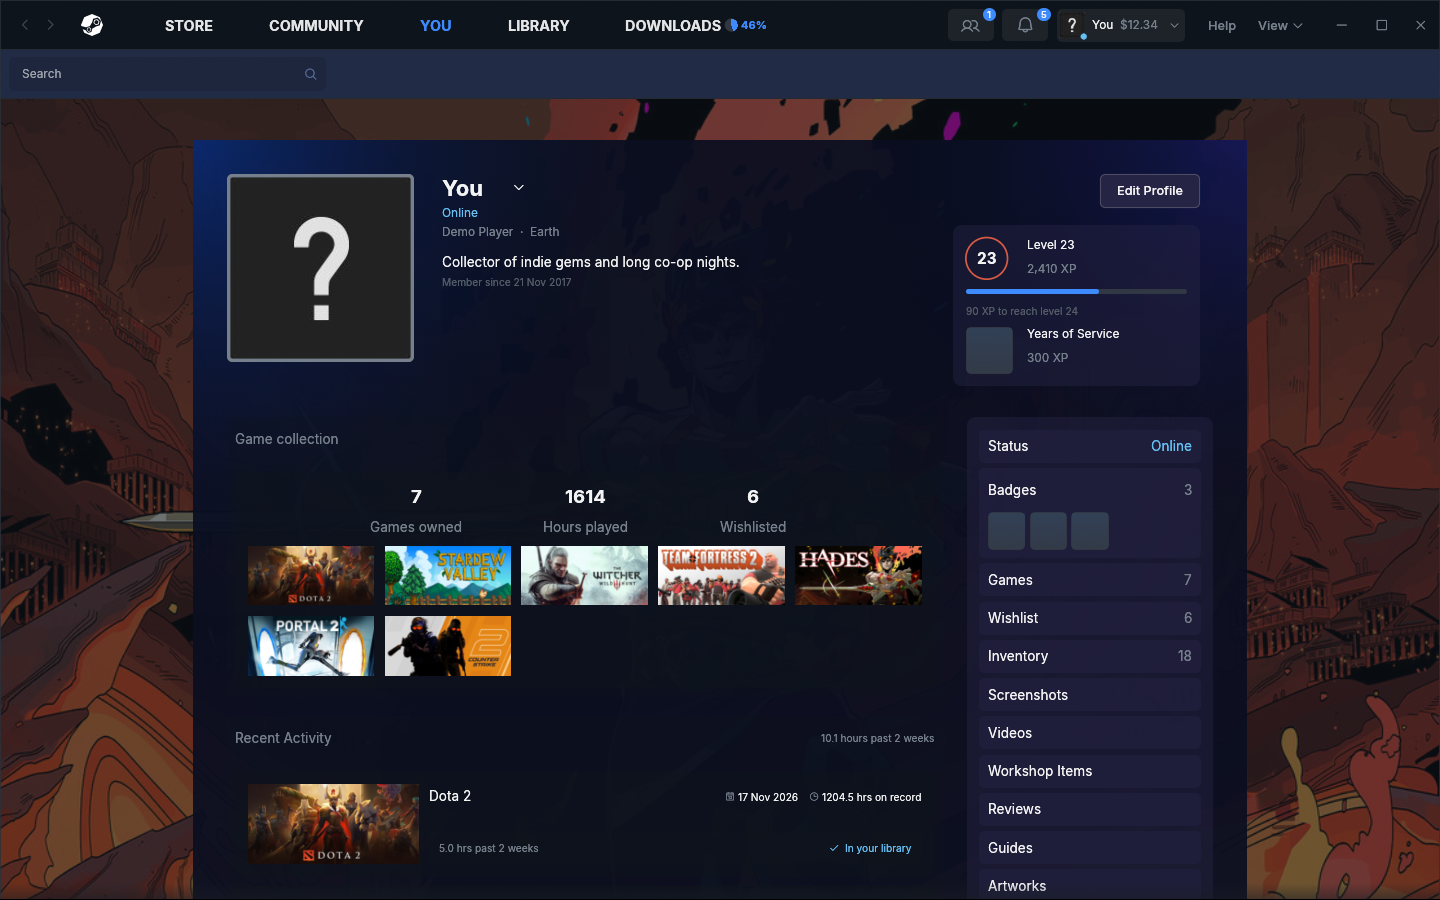 STORE COMMUNITY YOU LIBRARY DOWNLOADS 46% 1 5 ? You $12.34 Help View
Search
?
You
Online
Demo Player · Earth
Collector of indie gems and long co-op nights.
Member since 21 Nov 2017
Edit Profile
23
Level 23
2,410 XP
90 XP to reach level 24
Years of Service
300 XP
Game collection
7
Games owned
1614
Hours played
6
Wishlisted
DOTA 2
STARDEW VALLEY
THE WITCHER WILD HUNT
TEAM FORTRESS 2
HADES
PORTAL 2
2 COUNTER STRIKE
Recent Activity
10.1 hours past 2 weeks
DOTA 2
Dota 2
17 Nov 2026
1204.5 hrs on record
5.0 hrs past 2 weeks
In your library
Status Online
Badges 3
Games 7
Wishlist 6
Inventory 18
Screenshots
Videos
Workshop Items
Reviews
Guides
Artworks